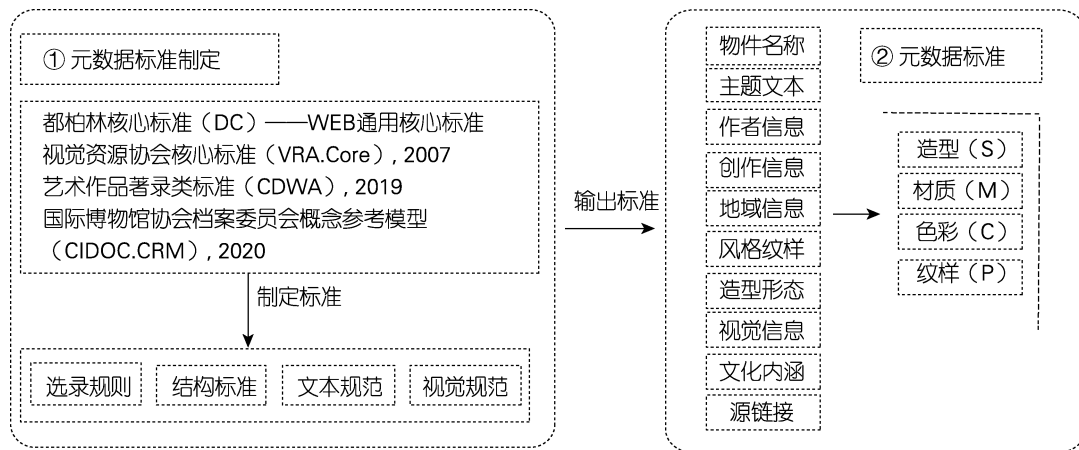 ① 元数据标准制定
都柏林核心标准（DC）——WEB通用核心标准
视觉资源协会核心标准（VRA.Core）, 2007
艺术作品著录类标准（CDWA）, 2019
国际博物馆协会档案委员会概念参考模型
（CIDOC.CRM）, 2020
制定标准
选录规则
结构标准
文本规范
视觉规范
输出标准
物件名称
主题文本
作者信息
创作信息
地域信息
风格纹样
造型形态
视觉信息
文化内涵
源链接
② 元数据标准
造型（S）
材质（M）
色彩（C）
纹样（P）